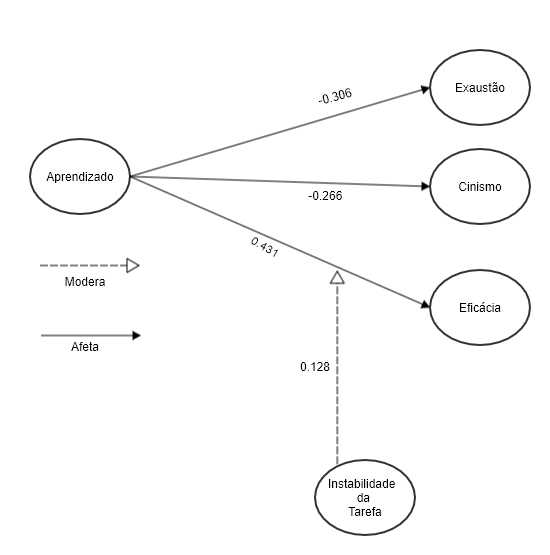 Exaustão
-0.306
Aprendizado
Cinismo
-0.266
0.431
Modera
Eficácia
Afeta
0.128
Instabilidade
da
Tarefa